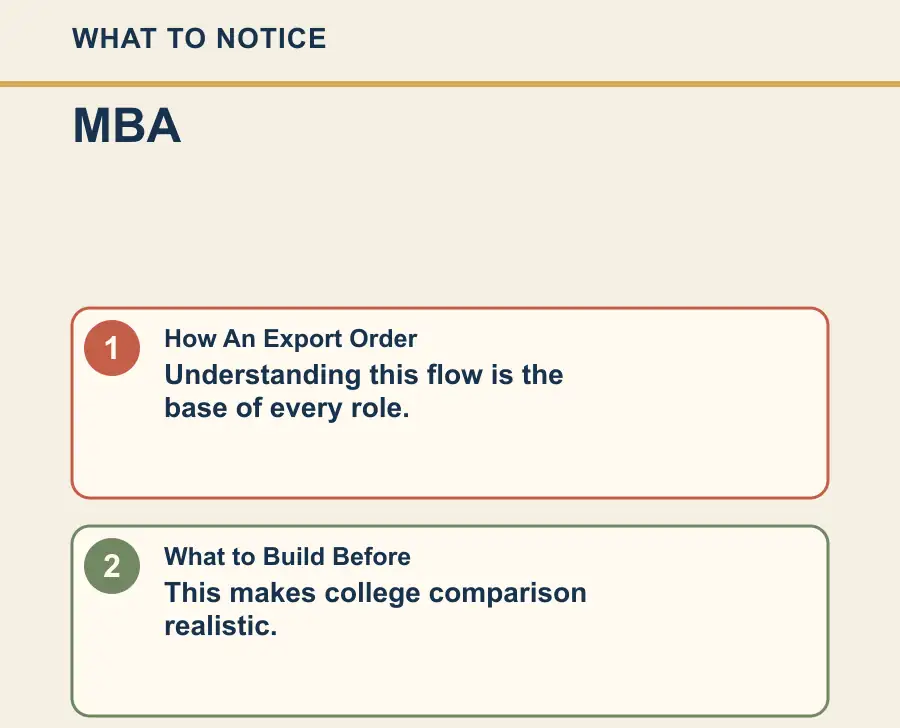 WHAT TO NOTICE
MBA
1
How An Export Order
Understanding this flow is the
base of every role.
2
What to Build Before
This makes college comparison
realistic.